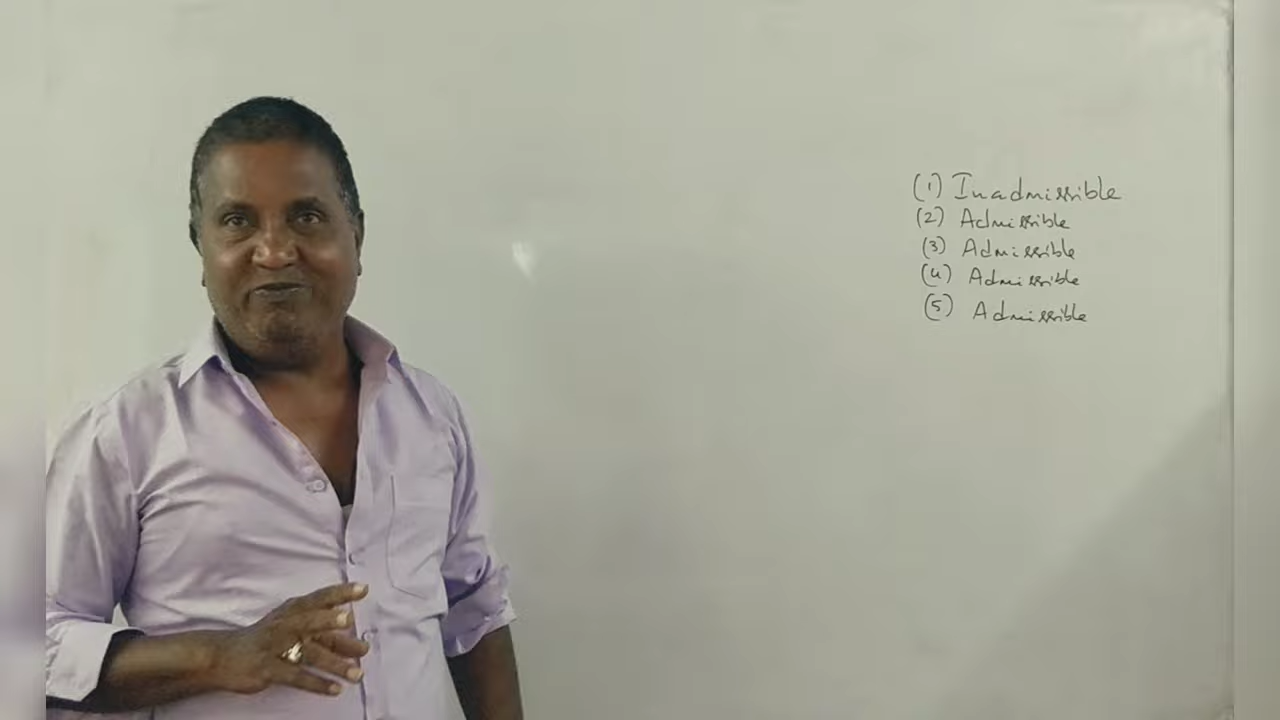 (1) Inadmissible
(2) Admissible
(3) Admissible
(4) Admissible
(5) Admissible